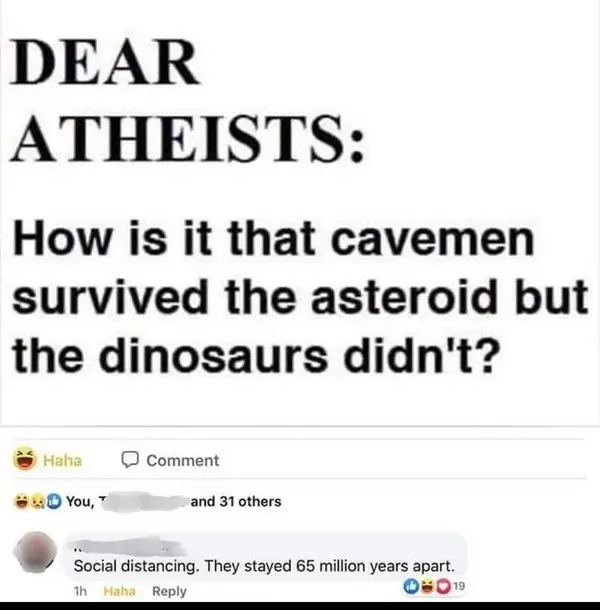 DEAR
ATHEISTS:
How is it that cavemen
survived the asteroid but
the dinosaurs didn't?
Haha Comment
You, and 31 others
Social distancing. They stayed 65 million years apart.
1h Haha Reply 19